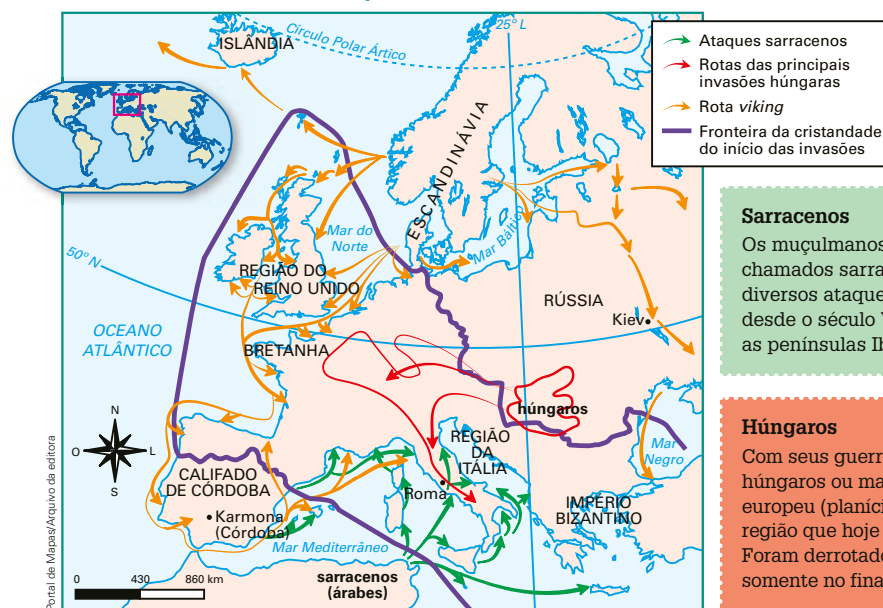 ISLÂNDIA
Círculo Polar Ártico
25° L
ESCANDINÁVIA
Mar do
Norte
Mar Báltico
50° N
REGIÃO DO
REINO UNIDO
RÚSSIA
Kiev
OCEANO
ATLÂNTICO
BRETANHA
húngaros
N
O
L
S
REGIÃO
DA
ITÁLIA
Mar
Negro
CALIFADO
DE CÓRDOBA
Roma
Karmona
(Córdoba)
IMPÉRIO
BIZANTINO
Mar Mediterrâneo
sarracenos
(árabes)
0 430 860 km
Portal de Mapas/Arquivo da editora
Ataques sarracenos
Rotas das principais
invasões húngaras
Rota viking
Fronteira da cristandade
do início das invasões
Sarracenos
Os muçulmanos
chamados sarra
diversos ataque
desde o século
as penínsulas
Húngaros
Com seus guerr
húngaros ou ma
europeu (planíc
região que hoje
Foram derrotado
somente no fina